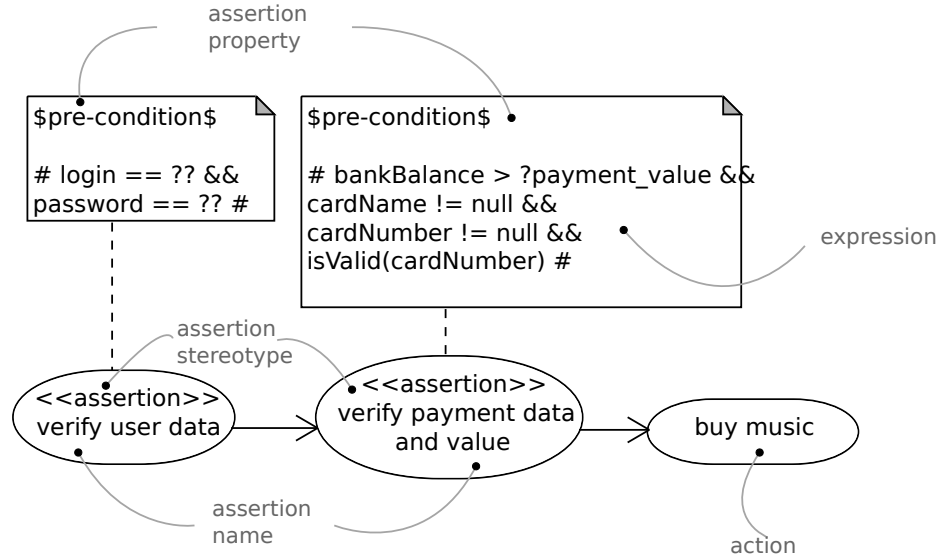 assertion
property
$pre-condition$
# login == ?? &&
password == ?? #
$pre-condition$
# bankBalance > ?payment_value &&
cardName != null &&
cardNumber != null &&
isValid(cardNumber) #
expression
assertion
stereotype
<<assertion>>
verify user data
<<assertion>>
verify payment data
and value
buy music
assertion
name
action